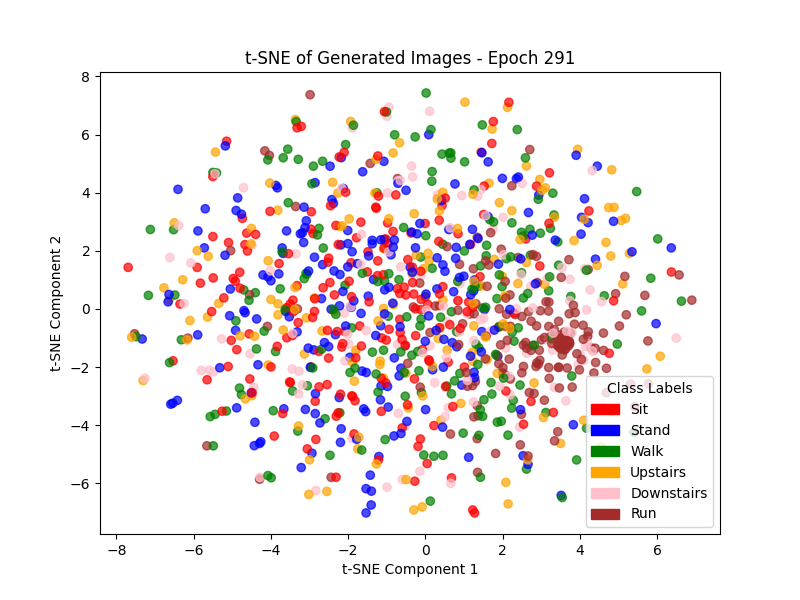 t-SNE of Generated Images - Epoch 291
8
6
4
2
0
−2
−4
−6
t-SNE Component 2
−8
−6
−4
−2
0
2
4
6
t-SNE Component 1
Class Labels
Sit
Stand
Walk
Upstairs
Downstairs
Run